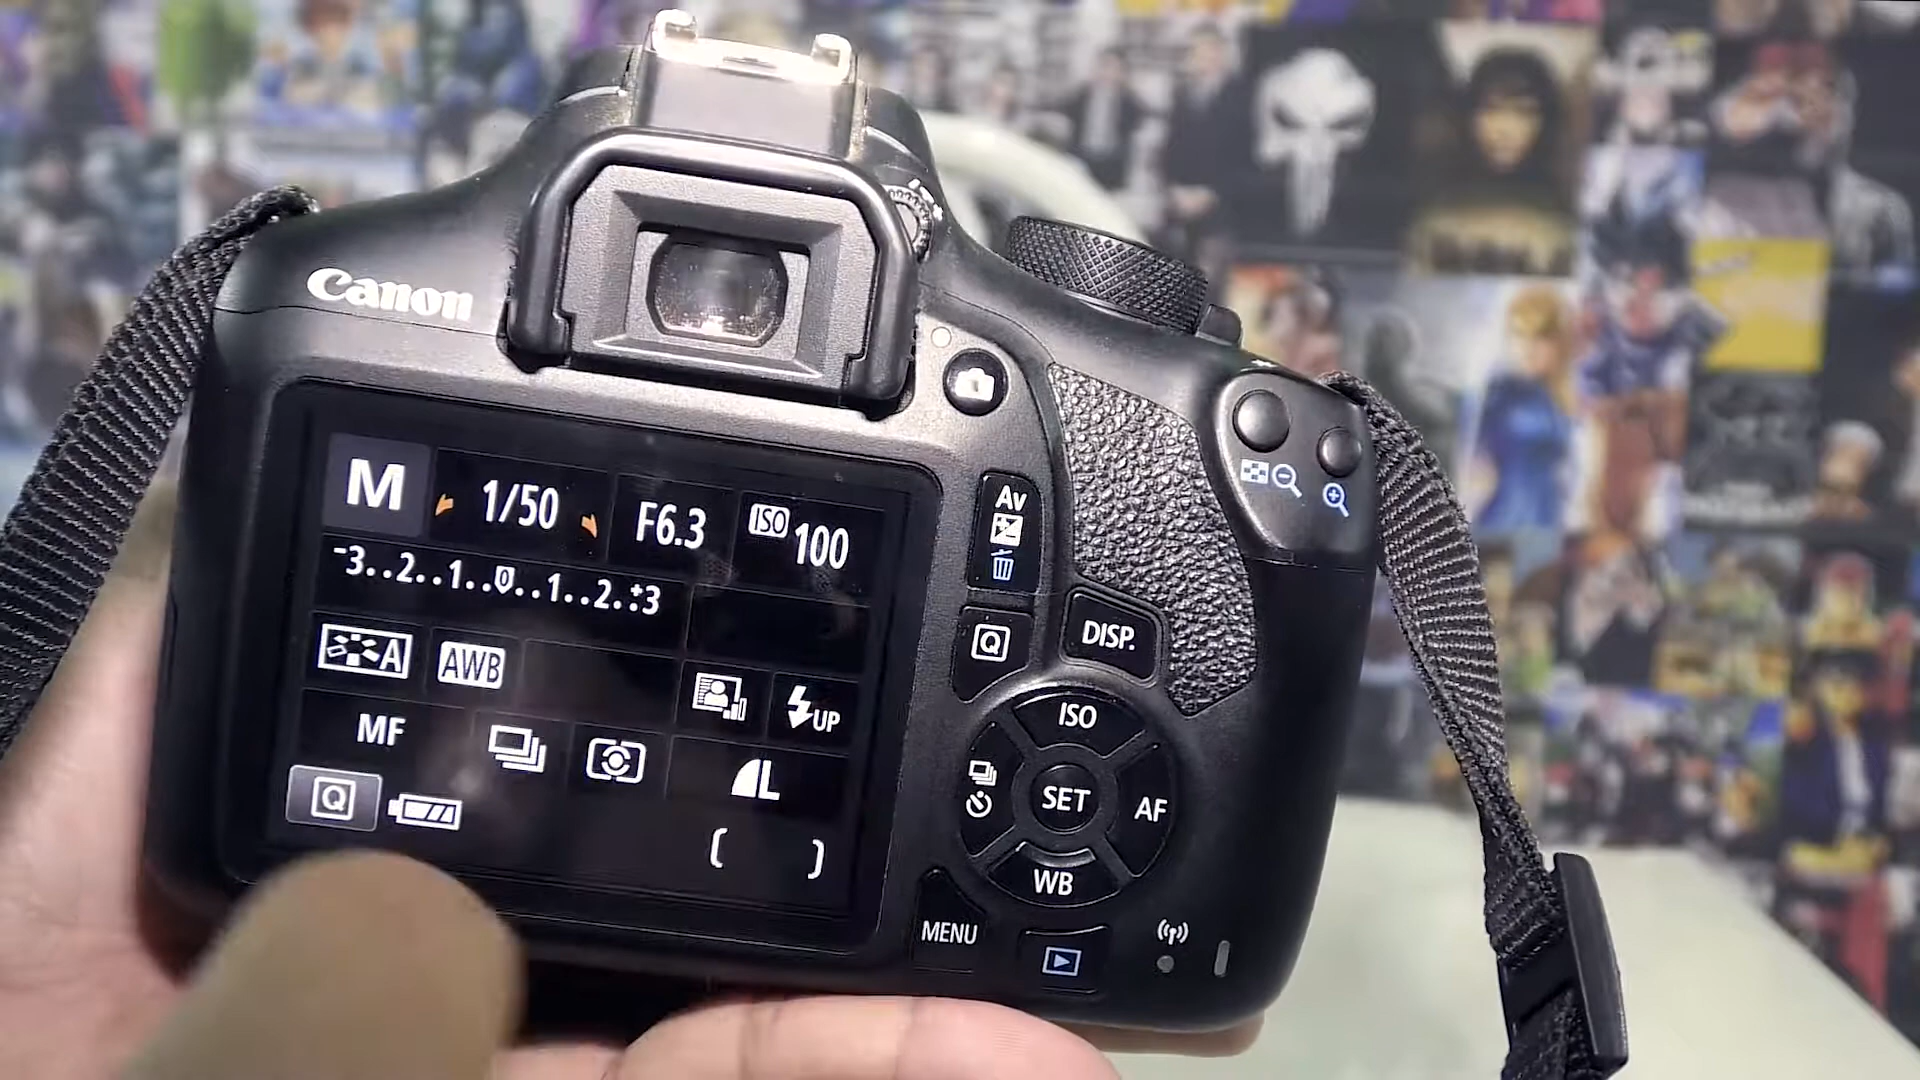 Canon
M 1/50 F6.3 ISO 100
-3..2..1..0..1..2.:+3
A AWB UP
MF L
Q
Av
Q DISP.
ISO
SET AF
WB
MENU